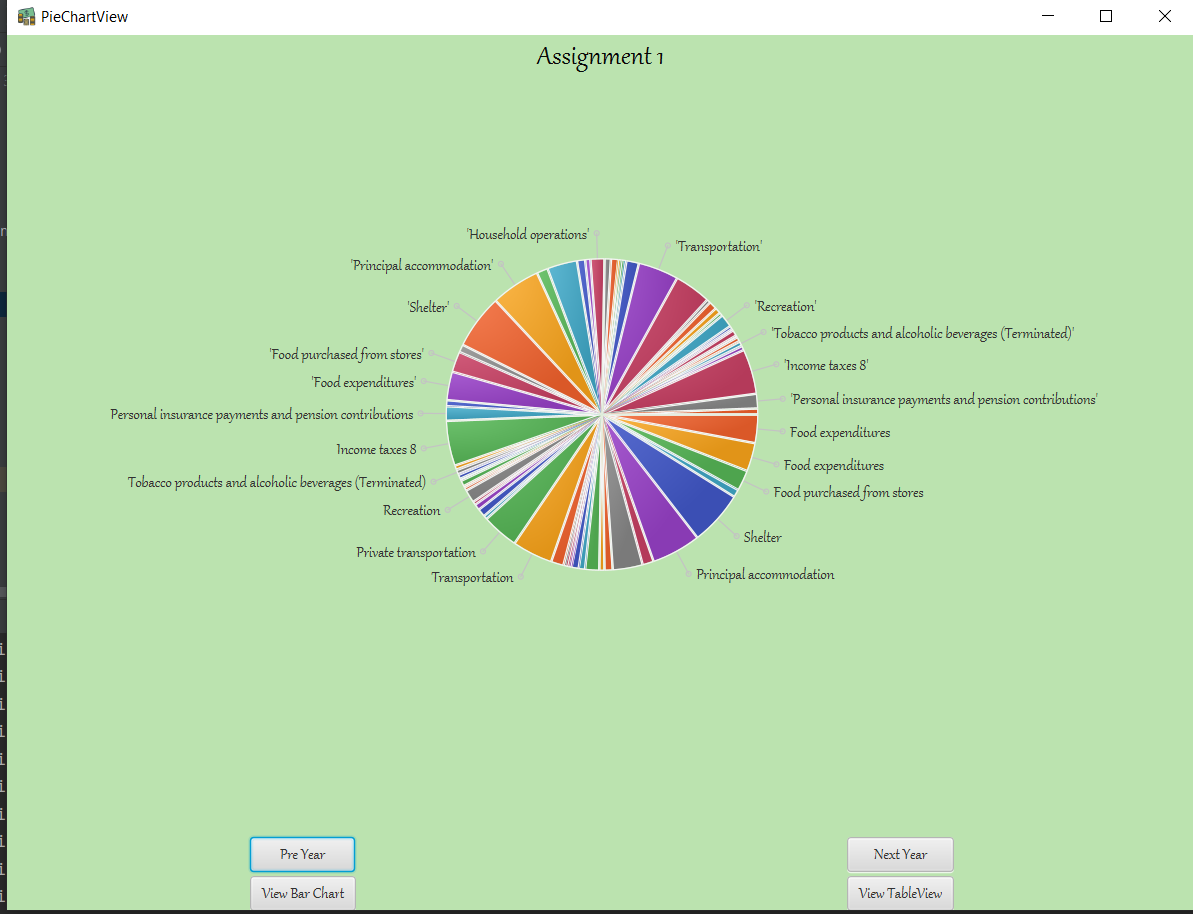 PieChartView
Assignment 1
'Household operations'
'Transportation'
'Principal accommodation'
'Recreation'
'Shelter'
'Tobacco products and alcoholic beverages (Terminated)'
'Food purchased from stores'
'Income taxes 8'
'Food expenditures'
'Personal insurance payments and pension contributions'
Personal insurance payments and pension contributions
Food expenditures
Income taxes 8
Food expenditures
Tobacco products and alcoholic beverages (Terminated)
Food purchased from stores
Recreation
Shelter
Private transportation
Principal accommodation
Transportation
Pre Year
Next Year
View Bar Chart
View TableView